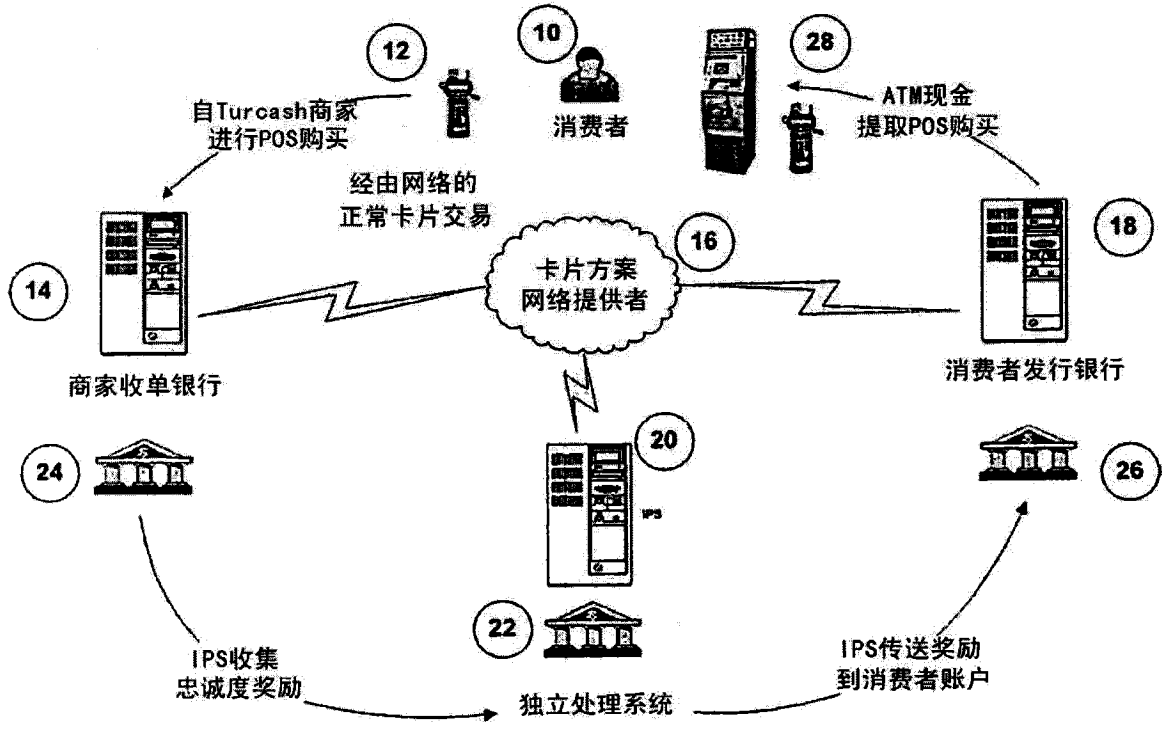 12
10
28
自Turcash商家
进行POS购买
消费者
ATM现金
提取POS购买
经由网络的
正常卡片交易
16
18
14
卡片方案
网络提供者
商家收单银行
消费者发行银行
20
24
26
IPS
22
IPS收集
忠诚度奖励
独立处理系统
IPS传送奖励
到消费者账户